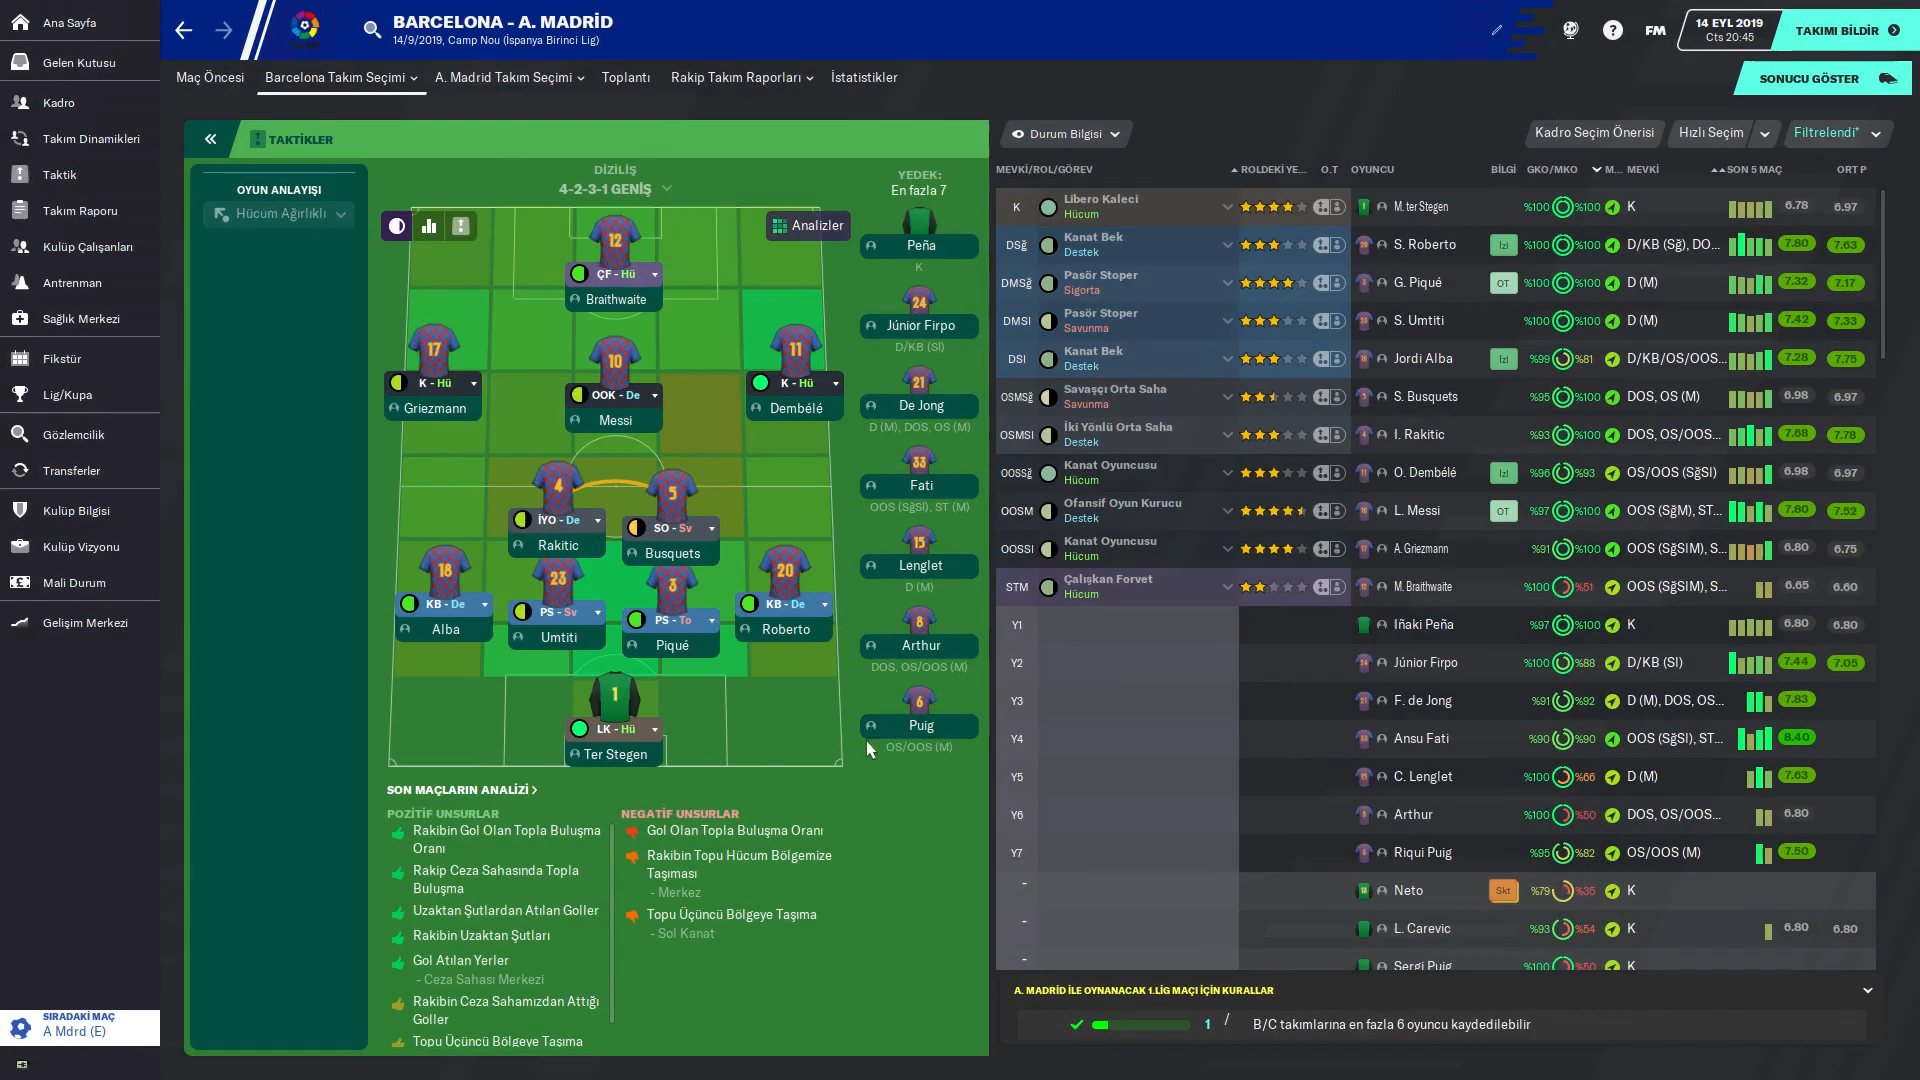 Ana Sayfa
Gelen Kutusu
Kadro
Takım Dinamikleri
Taktik
Takım Raporu
Kulüp Çalışanları
Antrenman
Sağlık Merkezi
Fikstür
Lig/Kupa
Gözlemcilik
Transferler
Kulüp Bilgisi
Kulüp Vizyonu
Mali Durum
Gelişim Merkezi
SIRADAKİ MAÇ
A Mdrd (E)
BARCELONA - A. MADRİD
14/9/2019, Camp Nou (İspanya Birinci Lig)
FM
14 EYL 2019
Cts 20:45
TAKIMI BİLDİR
Maç Öncesi Barcelona Takım Seçimi A. Madrid Takım Seçimi Toplantı Rakip Takım Raporları İstatistikler
SONUCU GÖSTER
TAKTİKLER
OYUN ANLAYIŞI
Hücum Ağırlıklı
DİZİLİŞ
4-2-3-1 GENİŞ
Analizler
12
ÇF - Hü
Braithwaite
17
K - Hü
Griezmann
10
OOK - De
Messi
11
K - Hü
Dembélé
4
İYO - De
Rakitic
5
SO - Sv
Busquets
18
KB - De
Alba
23
PS - Sv
Umtiti
3
PS - To
Piqué
20
KB - De
Roberto
1
LK - Hü
Ter Stegen
YEDEK:
En fazla 7
Peña
K
24
Júnior Firpo
D/KB (Sl)
21
De Jong
D (M), DOS, OS (M)
33
Fati
OOS (SğSl), ST (M)
15
Lenglet
D (M)
8
Arthur
DOS, OS/OOS (M)
6
Puig
OS/OOS (M)
SON MAÇLARIN ANALİZİ >
POZİTİF UNSURLAR
Rakibin Gol Olan Topla Buluşma
Oranı
Rakip Ceza Sahasında Topla
Buluşma
Uzaktan Şutlardan Atılan Goller
Rakibin Uzaktan Şutları
Gol Atılan Yerler
- Ceza Sahası Merkezi
Rakibin Ceza Sahamızdan Attığı
Goller
Topu Üçüncü Bölgeye Taşıma
NEGATİF UNSURLAR
Gol Olan Topla Buluşma Oranı
Rakibin Topu Hücum Bölgemize
Taşıması
- Merkez
Topu Üçüncü Bölgeye Taşıma
- Sol Kanat
Durum Bilgisi
Kadro Seçim Önerisi Hızlı Seçim Filtrelendi*
MEVKİ/ROL/GÖREV ROLDEKİ YE... O.T OYUNCU BİLGİ GKO/MKO M... MEVKİ SON 5 MAÇ ORT P
K Libero Kaleci Hücum M. ter Stegen %100 %100 K 6.78 6.97
DSğ Kanat Bek Destek S. Roberto İzl %100 %100 D/KB (Sğ), DO... 7.80 7.63
DMSğ Pasör Stoper Sigorta G. Piqué OT %100 %100 D (M) 7.32 7.17
DMSl Pasör Stoper Savunma S. Umtiti %100 %100 D (M) 7.42 7.33
DSl Kanat Bek Destek Jordi Alba İzl %99 %81 D/KB/OS/OOS... 7.28 7.75
OSMSğ Savaşçı Orta Saha Savunma S. Busquets %95 %100 DOS, OS (M) 6.98 6.97
OSMSl İki Yönlü Orta Saha Destek I. Rakitic %93 %100 DOS, OS/OOS... 7.68 7.78
OOSSğ Kanat Oyuncusu Hücum O. Dembélé İzl %96 %93 OS/OOS (SğSl) 6.98 6.97
OOSM Ofansif Oyun Kurucu Destek L. Messi OT %97 %100 OOS (SğM), ST... 7.80 7.52
OOSSl Kanat Oyuncusu Hücum A. Griezmann %91 %100 OOS (SğSlM), S... 6.80 6.75
STM Çalışkan Forvet Hücum M. Braithwaite %100 %51 OOS (SğSlM), S... 6.65 6.60
Y1 Iñaki Peña %97 %100 K 6.80 6.80
Y2 Júnior Firpo %100 %88 D/KB (Sl) 7.44 7.05
Y3 F. de Jong %91 %92 D (M), DOS, OS... 7.83
Y4 Ansu Fati %90 %90 OOS (SğSl), ST... 8.40
Y5 C. Lenglet %100 %66 D (M) 7.63
Y6 Arthur %100 %50 DOS, OS/OOS... 6.80
Y7 Riqui Puig %95 %82 OS/OOS (M) 7.50
- Neto Skt %79 %35 K
- L. Carevic %93 %54 K 6.80 6.80
- Sergi Puig %100 %50 K
A. MADRİD İLE OYNANACAK 1.LİG MAÇI İÇİN KURALLAR
1 / B/C takımlarına en fazla 6 oyuncu kaydedilebilir